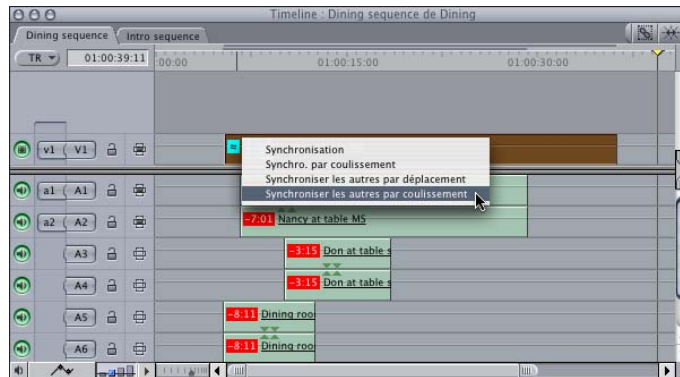 Timeline : Dining sequence de Dining
Dining sequence
Intro sequence
TR
01:00:39:11
:00:00
01:00:15:00
01:00:30:00
v1
V1
Synchronisation
Synchro. par coulissement
Synchroniser les autres par déplacement
Synchroniser les autres par coulissement
a1
A1
a2
A2
-7:01
Nancy at table MS
A3
-3:15
Don at table s
A4
-3:15
Don at table s
A5
-8:11
Dining roo
A6
-8:11
Dining roo